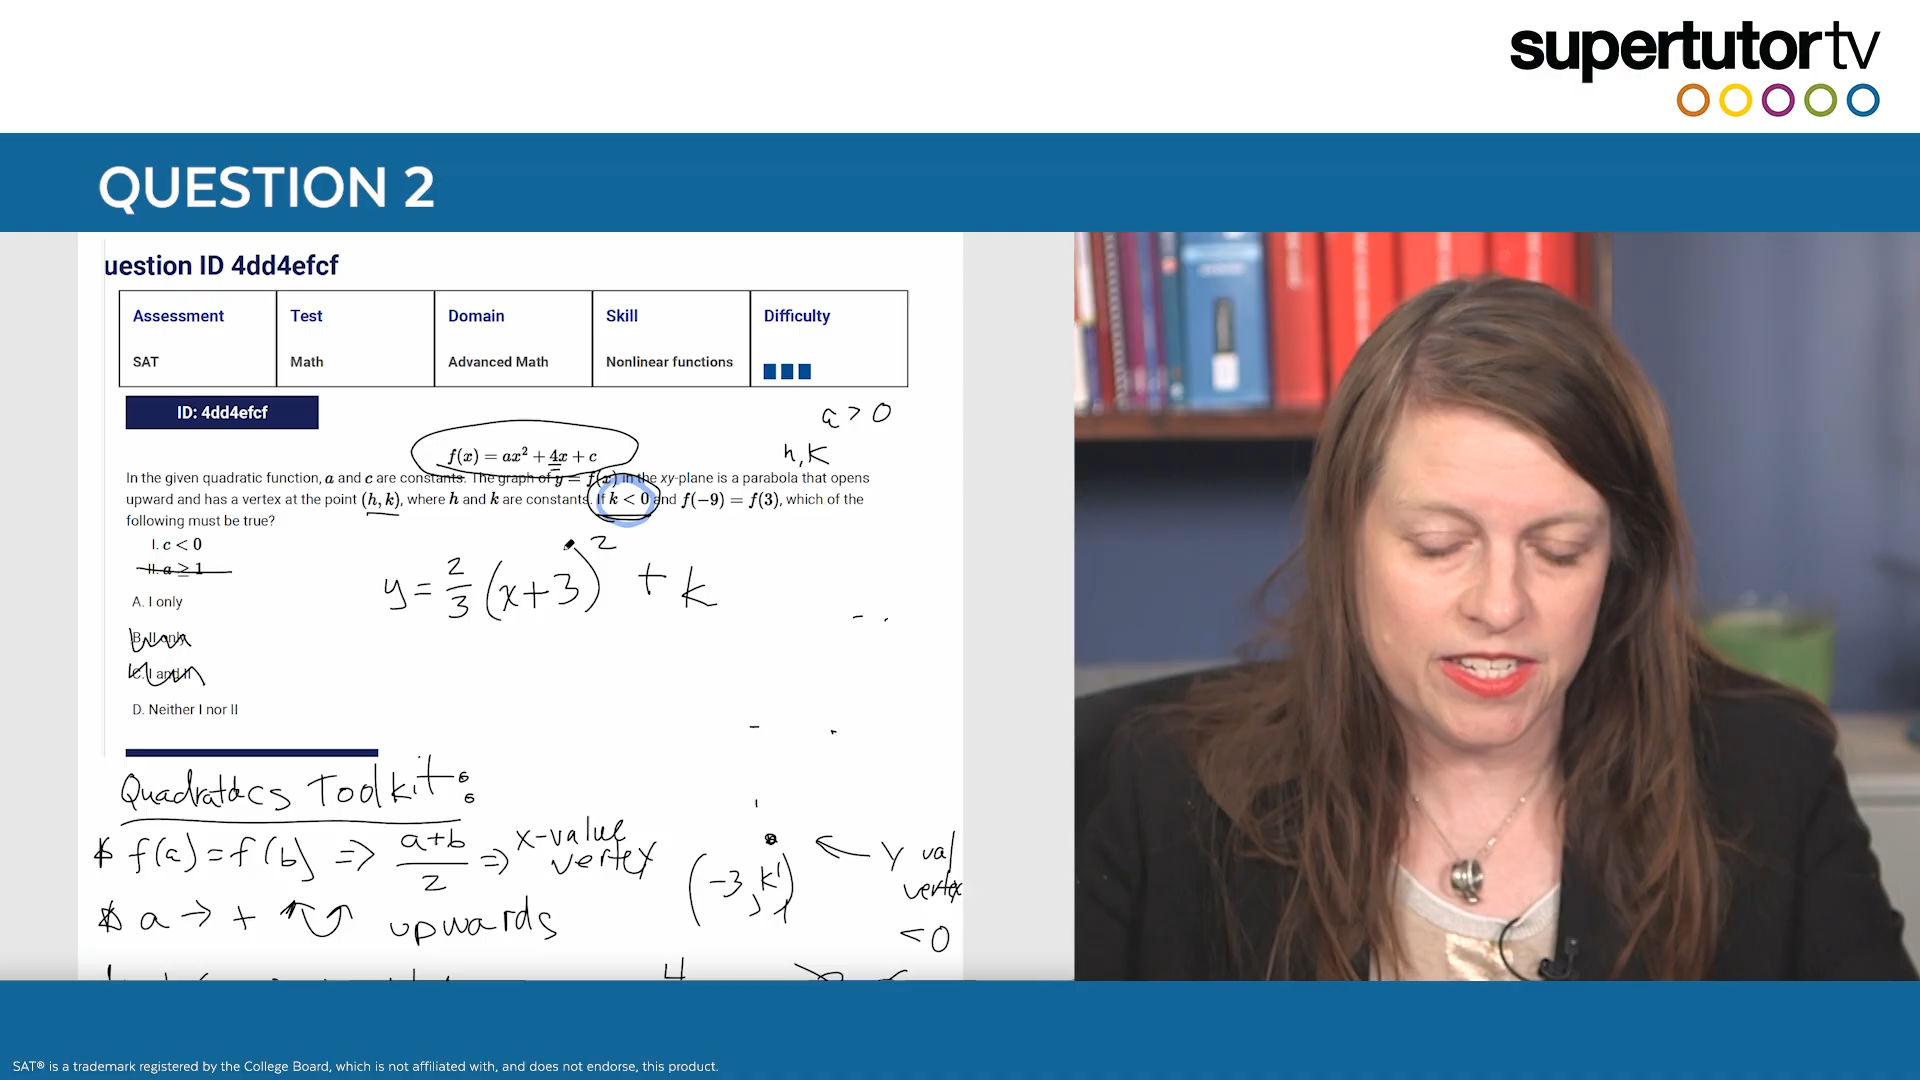 supertutortv
QUESTION 2
uestion ID 4dd4efcf
Assessment Test Domain Skill Difficulty
SAT Math Advanced Math Nonlinear functions
ID: 4dd4efcf
a > 0
h, k
f(x) = ax² + 4x + c
In the given quadratic function, a and c are constants. The graph of y = f(x) in the xy-plane is a parabola that opens
upward and has a vertex at the point (h, k), where h and k are constants. If k < 0 and f(−9) = f(3), which of the
following must be true?
I. c < 0
II. a ≥ 1
y = 2/3 (x+3)² + k
A. I only
B. II only
C. I and II
D. Neither I nor II
Quadratics Toolkit:
f(a) = f(b) ⇒ a+b/2 ⇒ x-value vertex
(-3, k) ← y val vertex < 0
a → + upwards
4
SAT® is a trademark registered by the College Board, which is not affiliated with, and does not endorse, this product.